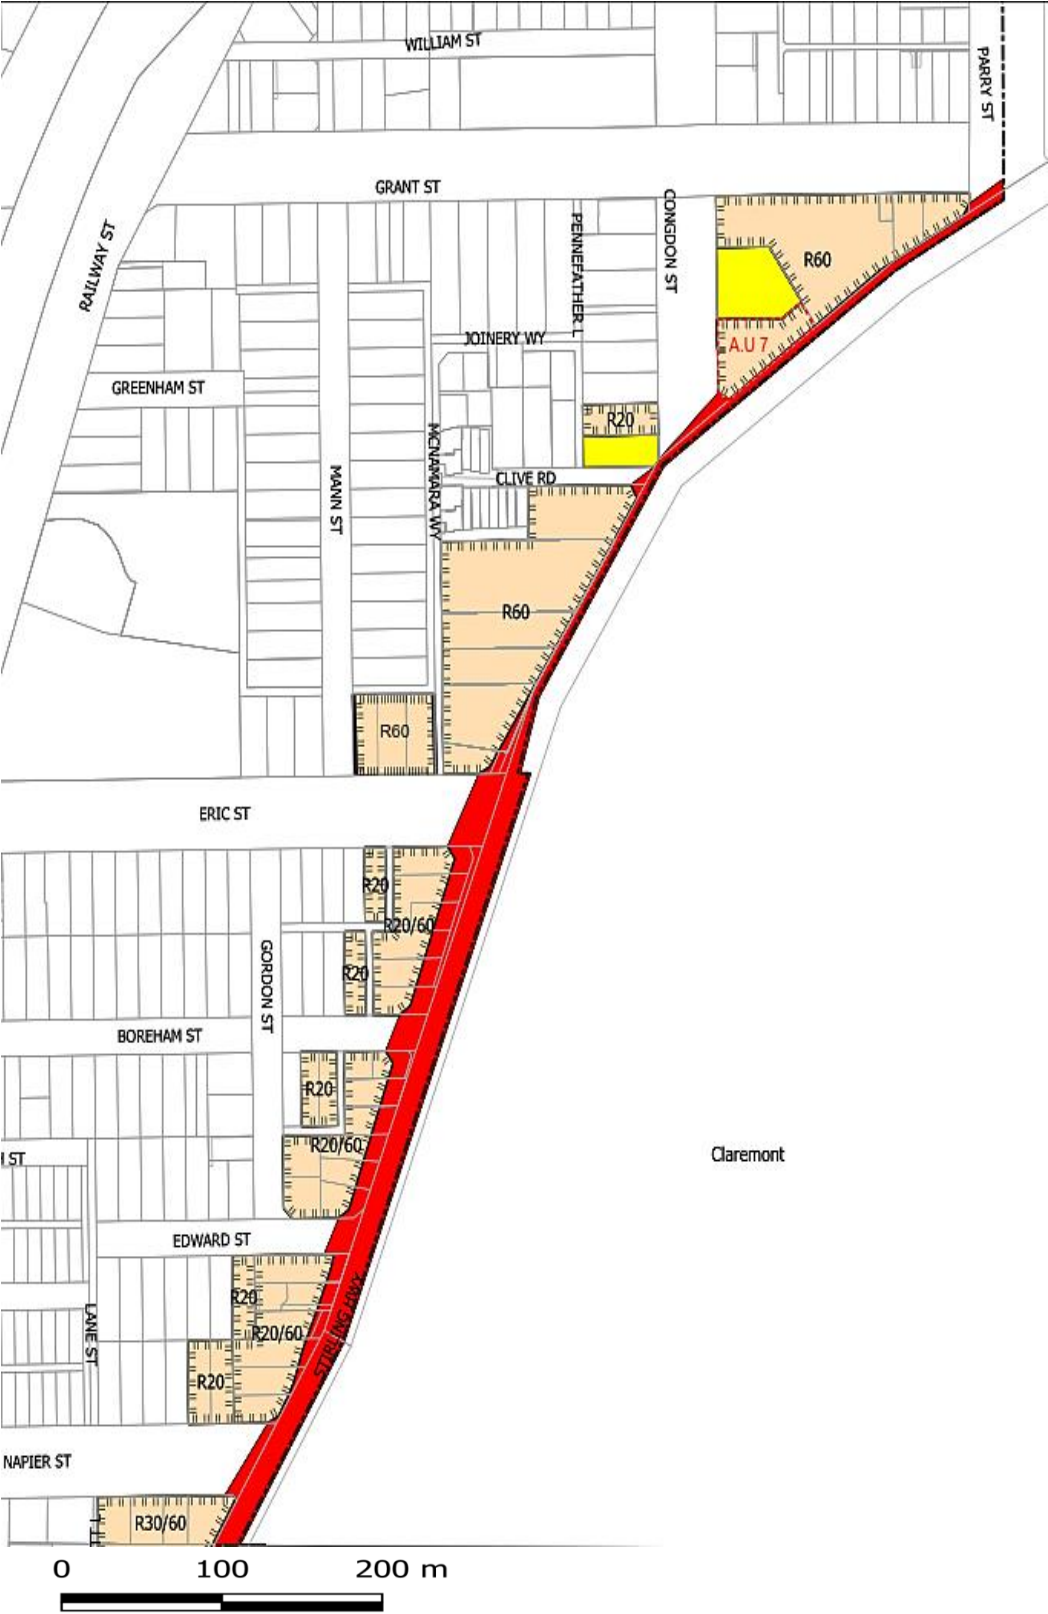 WILLIAM ST
PARRY ST
GRANT ST
CONGDON ST
PENNEFATHER L
RAILWAY ST
R60
JOINERY WY
A.U 7
GREENHAM ST
R20
MCNAMARA WY
CLIVE RD
MANN ST
R60
R60
ERIC ST
R20
R20/60
R20
GORDON ST
BOREHAM ST
R20
R20/60
Claremont
EDWARD ST
R20
STIRLING HWY
R20/60
LANE ST
R20
NAPIER ST
R30/60
0 100 200 m